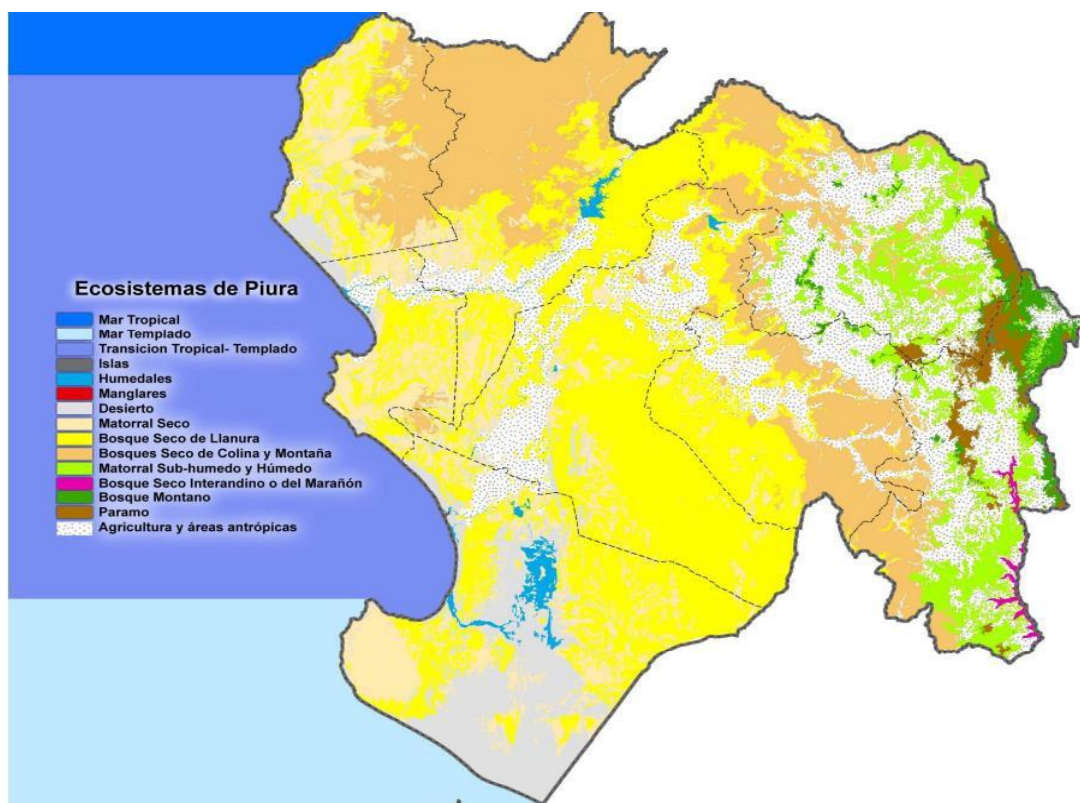 Ecosistemas de Piura
Mar Tropical
Mar Templado
Transicion Tropical- Templado
Islas
Humedales
Manglares
Desierto
Matorral Seco
Bosque Seco de Llanura
Bosques Seco de Colina y Montaña
Matorral Sub-humedo y Húmedo
Bosque Seco Interandino o del Marañón
Bosque Montano
Paramo
Agricultura y áreas antrópicas